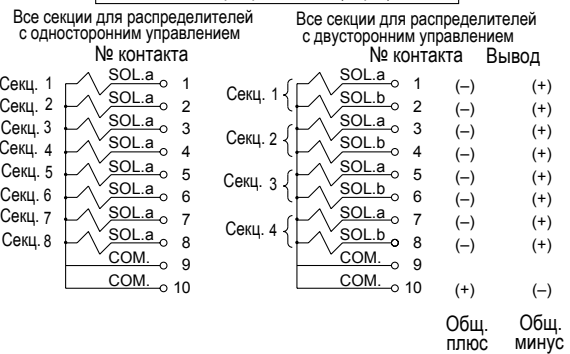 Все секции для распределителей
с односторонним управлением
№ контакта
Секц. 1 SOL.a 1
Секц. 2 SOL.a 2
Секц. 3 SOL.a 3
Секц. 4 SOL.a 4
Секц. 5 SOL.a 5
Секц. 6 SOL.a 6
Секц. 7 SOL.a 7
Секц. 8 SOL.a 8
COM. 9
COM. 10
Все секции для распределителей
с двусторонним управлением
№ контакта Вывод
Секц. 1 SOL.a 1 (–) (+)
SOL.b 2 (–) (+)
Секц. 2 SOL.a 3 (–) (+)
SOL.b 4 (–) (+)
Секц. 3 SOL.a 5 (–) (+)
SOL.b 6 (–) (+)
Секц. 4 SOL.a 7 (–) (+)
SOL.b 8 (–) (+)
COM. 9
COM. 10 (+) (–)
Общ. Общ.
плюс минус